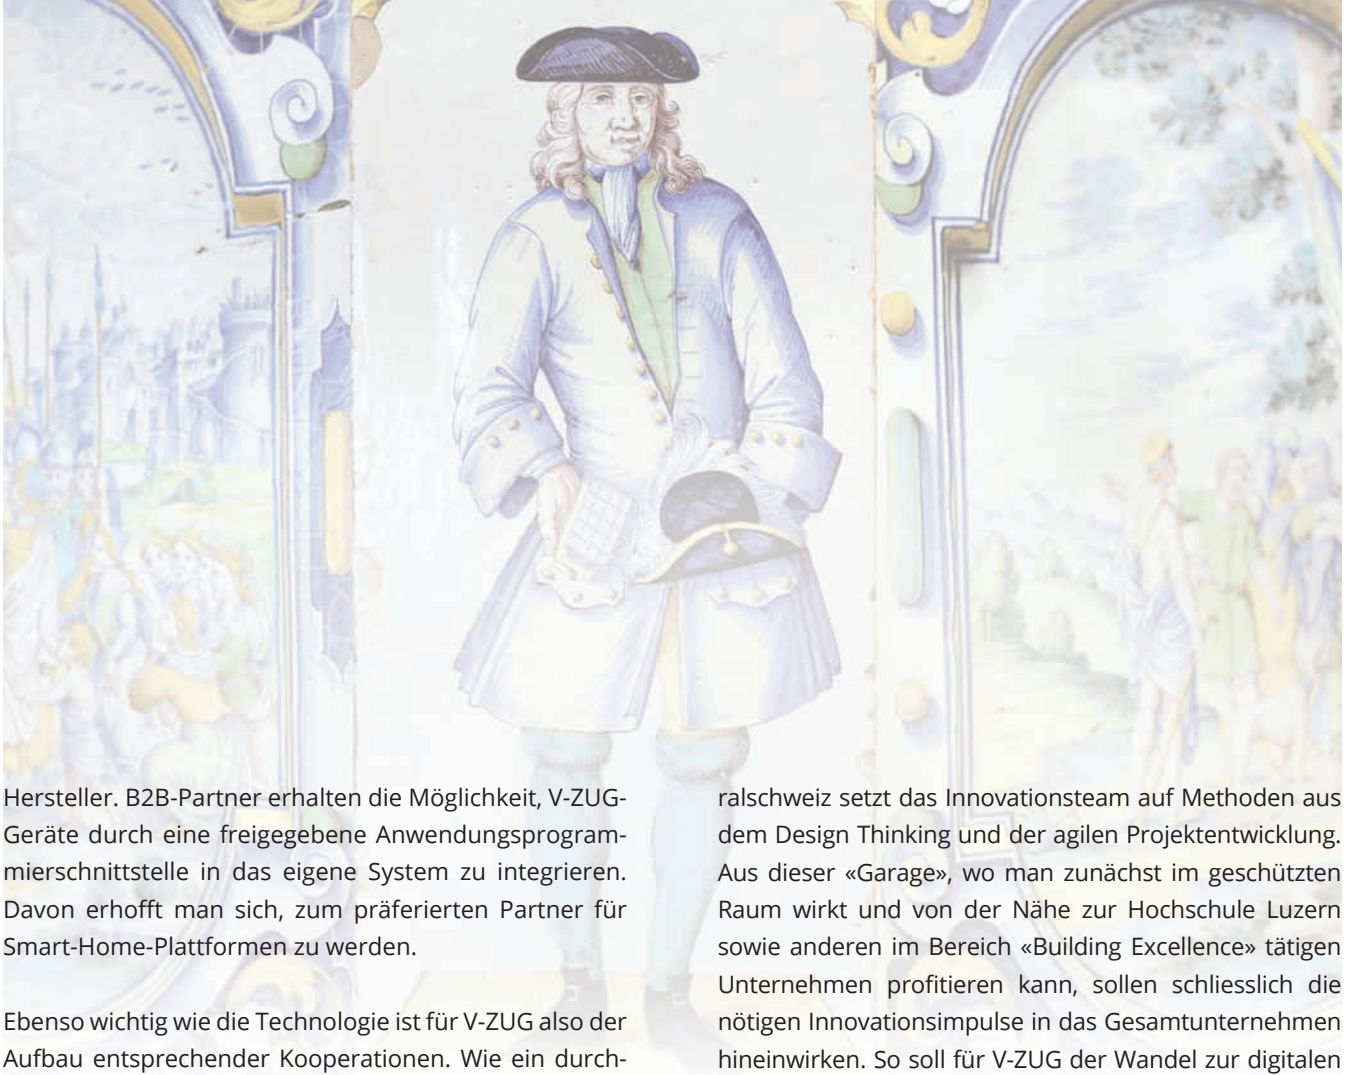 Hersteller. B2B-Partner erhalten die Möglichkeit, V-ZUG-
Geräte durch eine freigegebene Anwendungsprogram-
mierschnittstelle in das eigene System zu integrieren.
Davon erhofft man sich, zum präferierten Partner für
Smart-Home-Plattformen zu werden.
Ebenso wichtig wie die Technologie ist für V-ZUG also der
Aufbau entsprechender Kooperationen. Wie ein durch-
ralschweiz setzt das Innovationsteam auf Methoden aus
dem Design Thinking und der agilen Projektentwicklung.
Aus dieser «Garage», wo man zunächst im geschützten
Raum wirkt und von der Nähe zur Hochschule Luzern
sowie anderen im Bereich «Building Excellence» tätigen
Unternehmen profitieren kann, sollen schliesslich die
nötigen Innovationsimpulse in das Gesamtunternehmen
hineinwirken. So soll für V-ZUG der Wandel zur digitalen